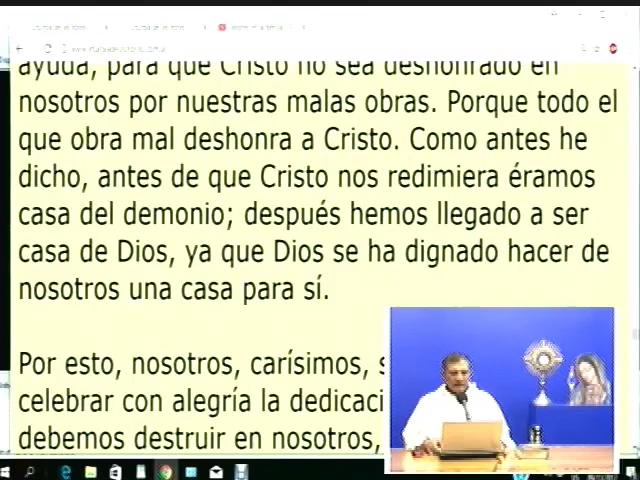 ayuda, para que Cristo no sea deshonrado en
nosotros por nuestras malas obras. Porque todo el
que obra mal deshonra a Cristo. Como antes he
dicho, antes de que Cristo nos redimiera éramos
casa del demonio; después hemos llegado a ser
casa de Dios, ya que Dios se ha dignado hacer de
nosotros una casa para sí.
Por esto, nosotros, carísimos, s
celebrar con alegría la dedicaci
debemos destruir en nosotros,